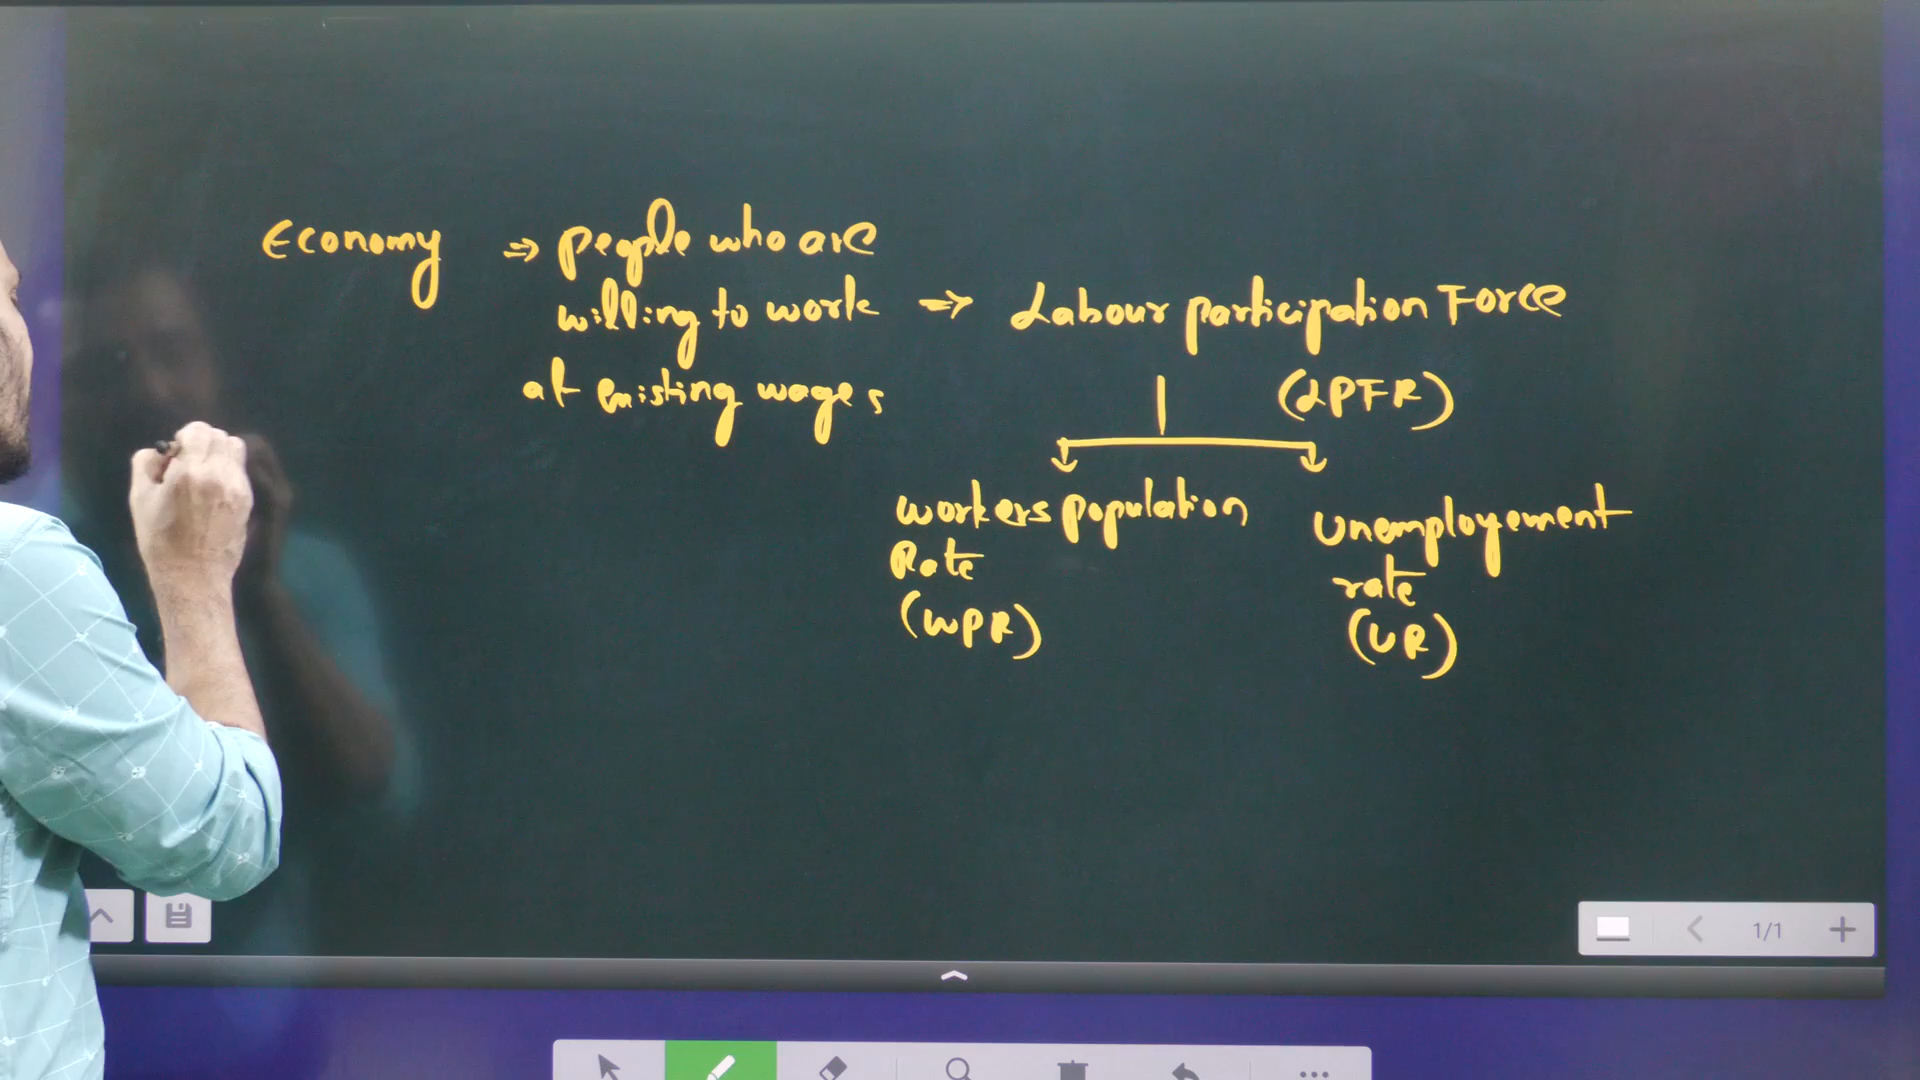 Economy ⇒ people who are
willing to work ⇒ Labour participation Force
at existing wages
(LPFR)
workers population
Rate
(WPR)
Unemployement
rate
(UR)
1/1